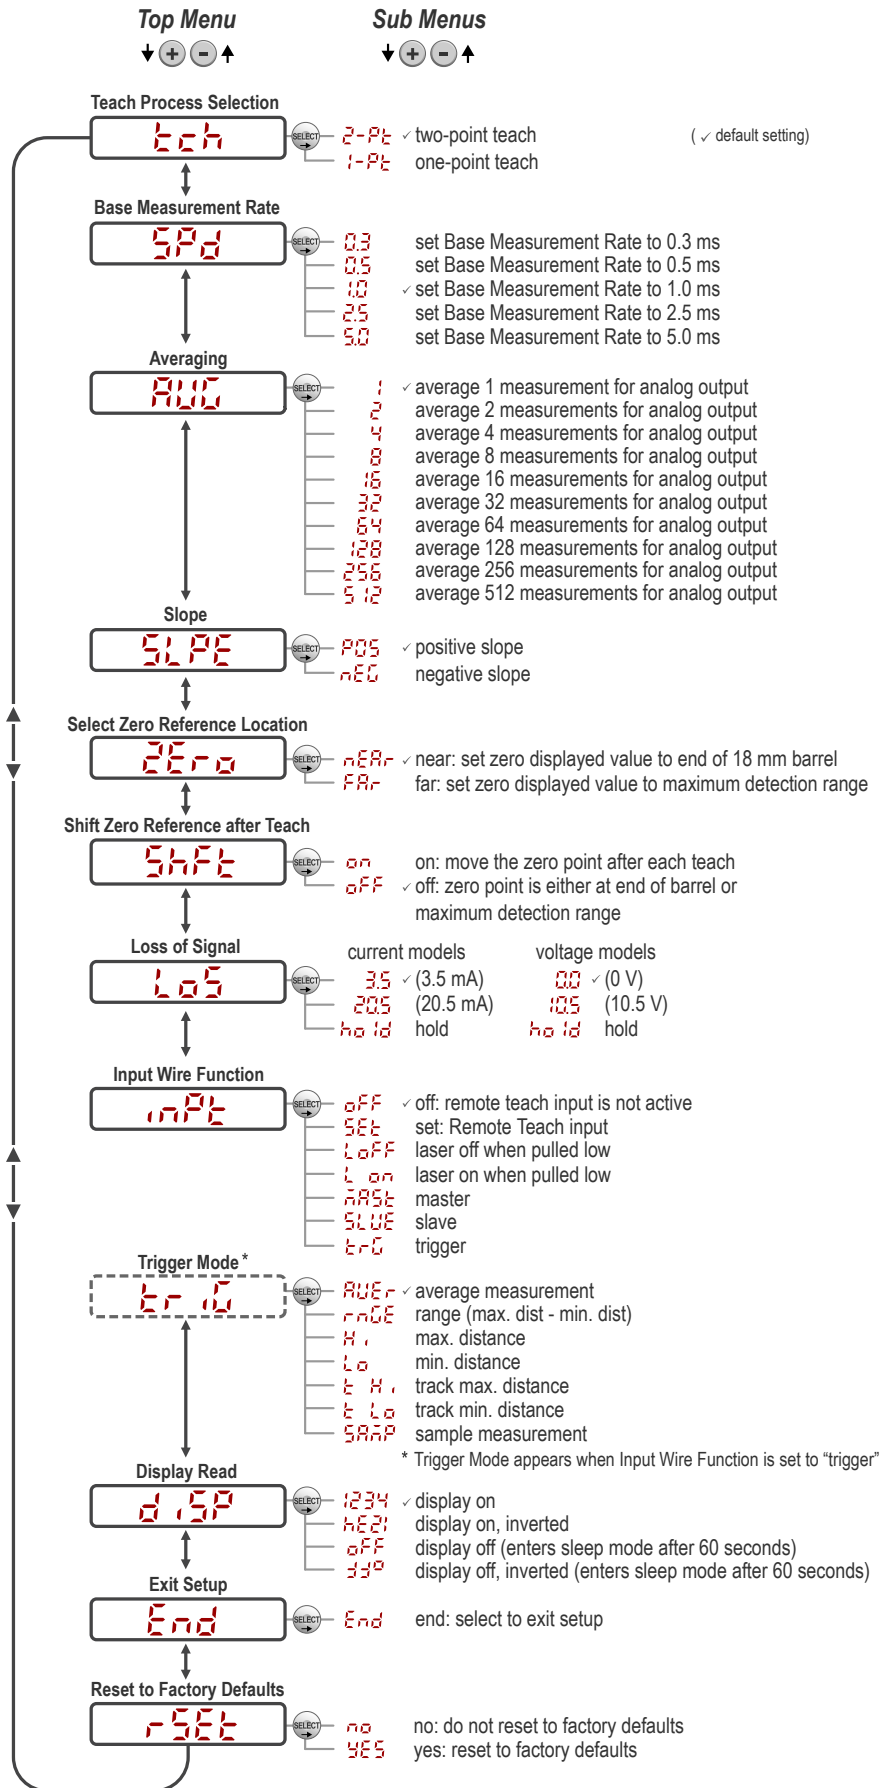 Top Menu
Sub Menus
+ -
+ -
Teach Process Selection
tch
SELECT
2-Pt ✓ two-point teach
( ✓ default setting)
1-Pt one-point teach
Base Measurement Rate
SPd
SELECT
0.3 set Base Measurement Rate to 0.3 ms
0.5 set Base Measurement Rate to 0.5 ms
1.0 ✓ set Base Measurement Rate to 1.0 ms
2.5 set Base Measurement Rate to 2.5 ms
5.0 set Base Measurement Rate to 5.0 ms
Averaging
AUG
SELECT
1 ✓ average 1 measurement for analog output
2 average 2 measurements for analog output
4 average 4 measurements for analog output
8 average 8 measurements for analog output
16 average 16 measurements for analog output
32 average 32 measurements for analog output
64 average 64 measurements for analog output
128 average 128 measurements for analog output
256 average 256 measurements for analog output
512 average 512 measurements for analog output
Slope
SLPE
SELECT
POS ✓ positive slope
nEG negative slope
Select Zero Reference Location
ZEro
SELECT
nEAr ✓ near: set zero displayed value to end of 18 mm barrel
FAr far: set zero displayed value to maximum detection range
Shift Zero Reference after Teach
ShFt
SELECT
on on: move the zero point after each teach
oFF ✓ off: zero point is either at end of barrel or
maximum detection range
Loss of Signal
LoS
SELECT
current models voltage models
3.5 ✓ (3.5 mA) 0.0 ✓ (0 V)
20.5 (20.5 mA) 10.5 (10.5 V)
hold hold hold hold
Input Wire Function
inPt
SELECT
oFF ✓ off: remote teach input is not active
SEt set: Remote Teach input
LoFF laser off when pulled low
L on laser on when pulled low
mASt master
SLUE slave
trG trigger
Trigger Mode *
triG
SELECT
AUEr ✓ average measurement
rnGE range (max. dist - min. dist)
Hi max. distance
Lo min. distance
t Hi track max. distance
t Lo track min. distance
SAmP sample measurement
* Trigger Mode appears when Input Wire Function is set to “trigger”
Display Read
diSP
SELECT
1234 ✓ display on
hEZI display on, inverted
oFF display off (enters sleep mode after 60 seconds)
display off, inverted (enters sleep mode after 60 seconds)
Exit Setup
End
SELECT
End end: select to exit setup
Reset to Factory Defaults
rSEt
SELECT
no no: do not reset to factory defaults
YES yes: reset to factory defaults